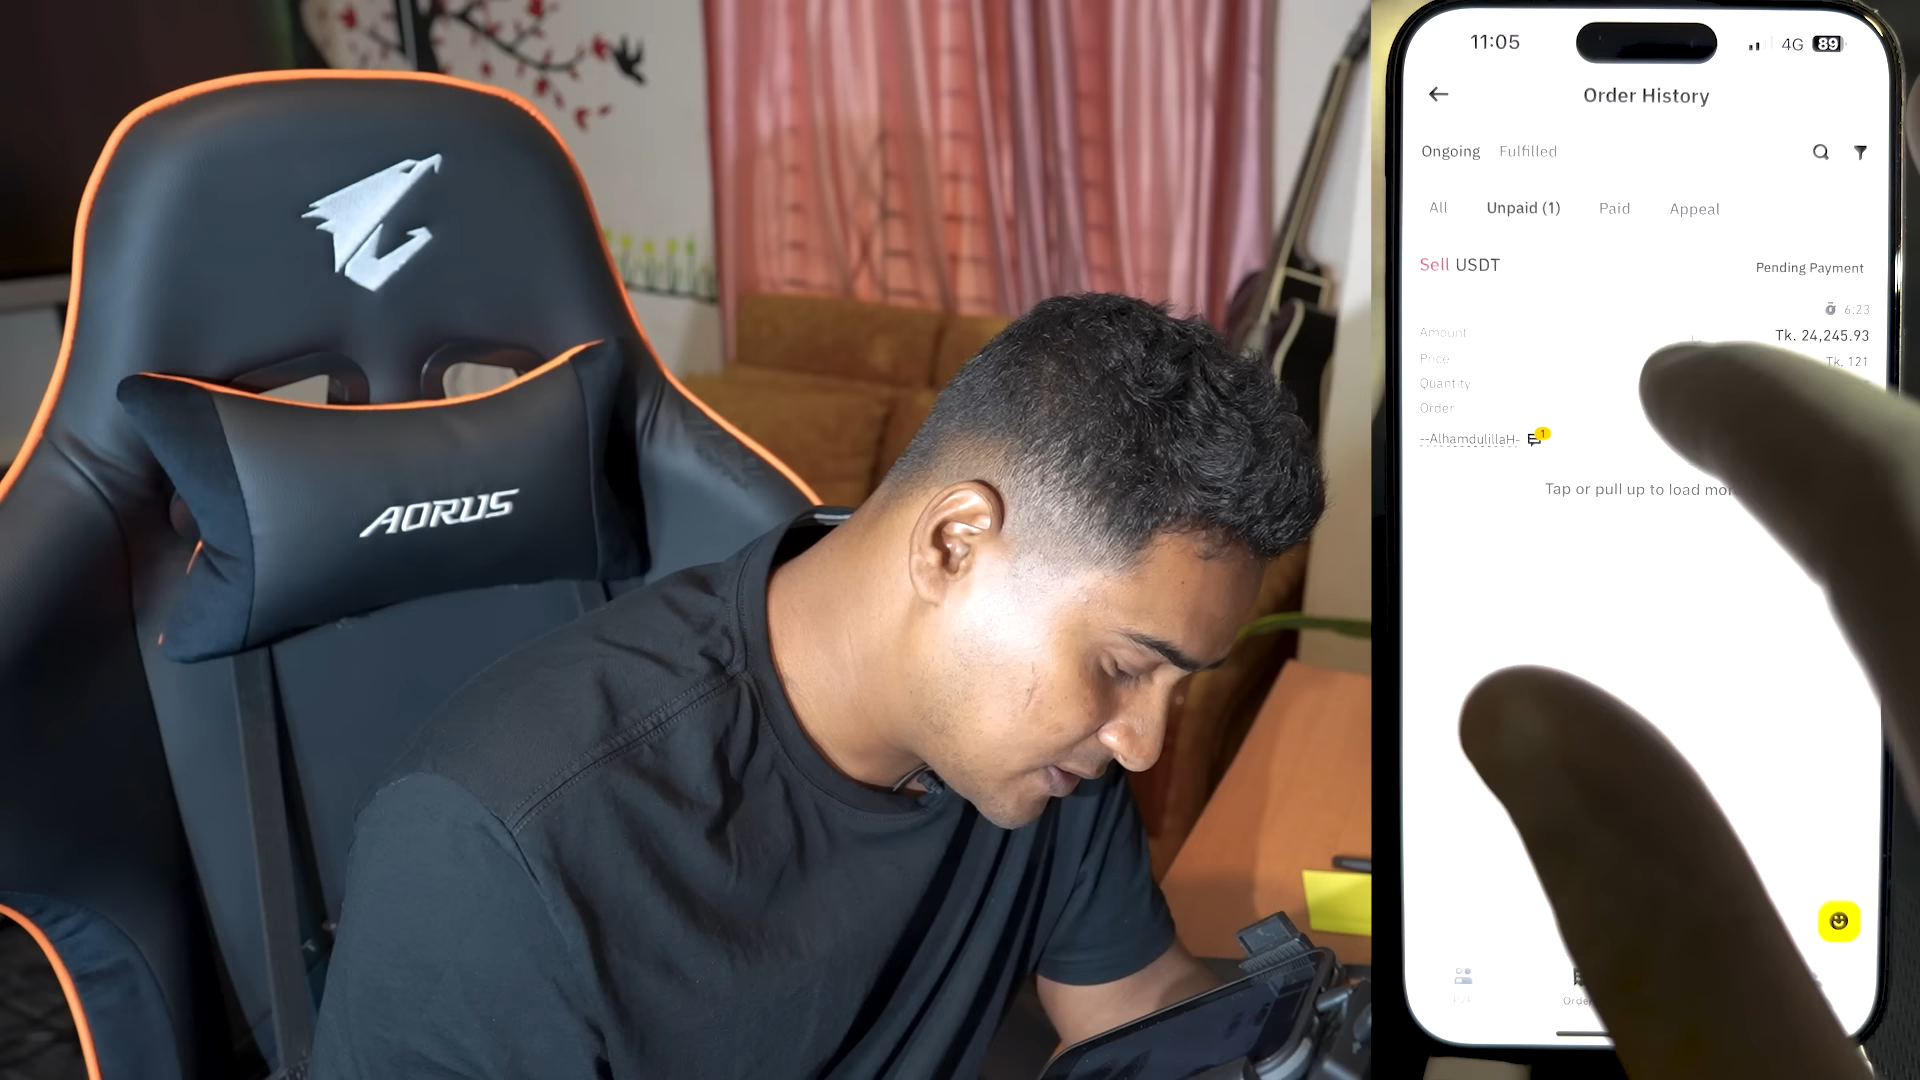 AORUS
11:05
4G 89
Order History
Ongoing Fulfilled
All Unpaid (1) Paid Appeal
Sell USDT
Pending Payment
6:23
Amount Tk. 24,245.93
Price Tk. 121
Quantity
Order
--AlhamdulillaH- 1
Tap or pull up to load